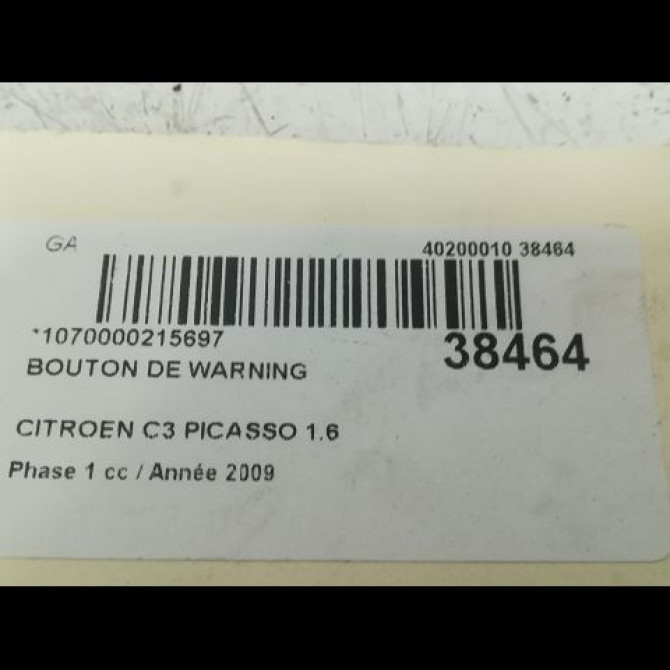 GA 40200010 38464
*1070000215697 38464
BOUTON DE WARNING
CITROEN C3 PICASSO 1.6
Phase 1 cc / Année 2009